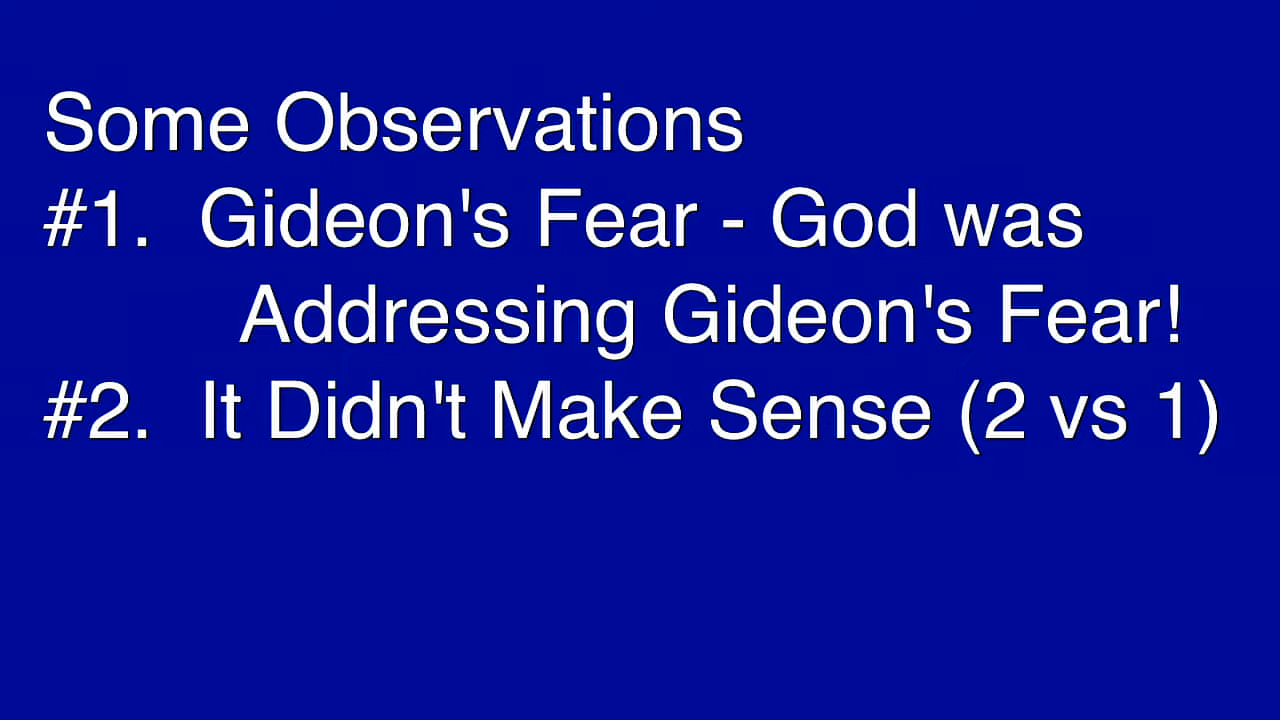 Some Observations
#1. Gideon's Fear - God was
Addressing Gideon's Fear!
#2. It Didn't Make Sense (2 vs 1)